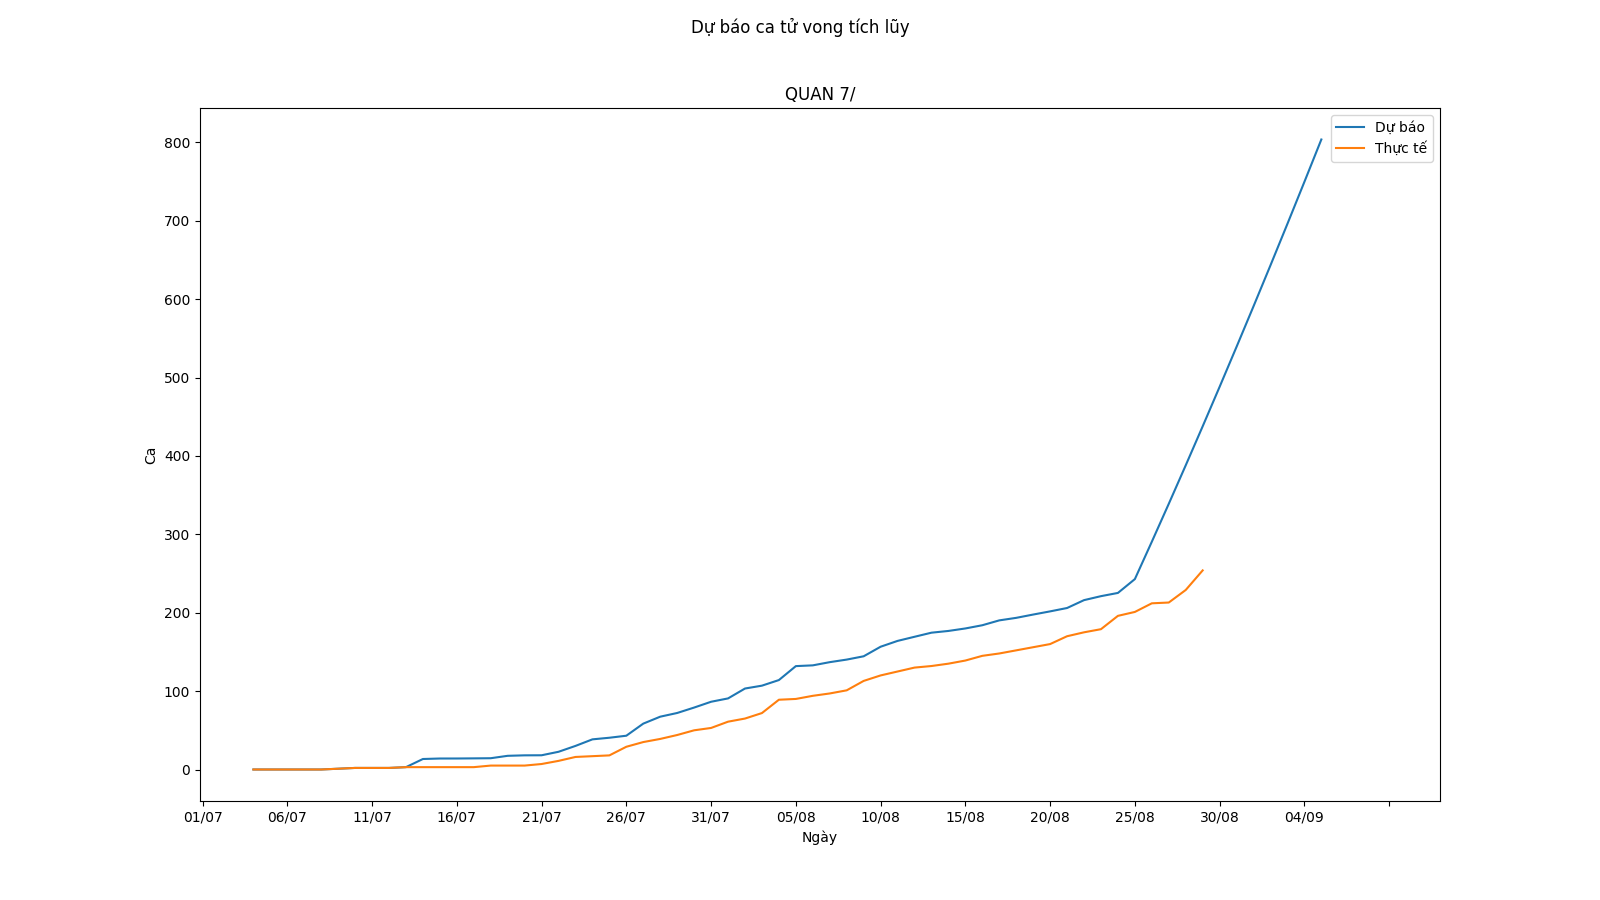 Dự báo ca tử vong tích lũy
QUAN 7/
Dự báo
Thực tế
800
700
600
500
400
300
200
100
0
Ca
01/07 06/07 11/07 16/07 21/07 26/07 31/07 05/08 10/08 15/08 20/08 25/08 30/08 04/09
Ngày